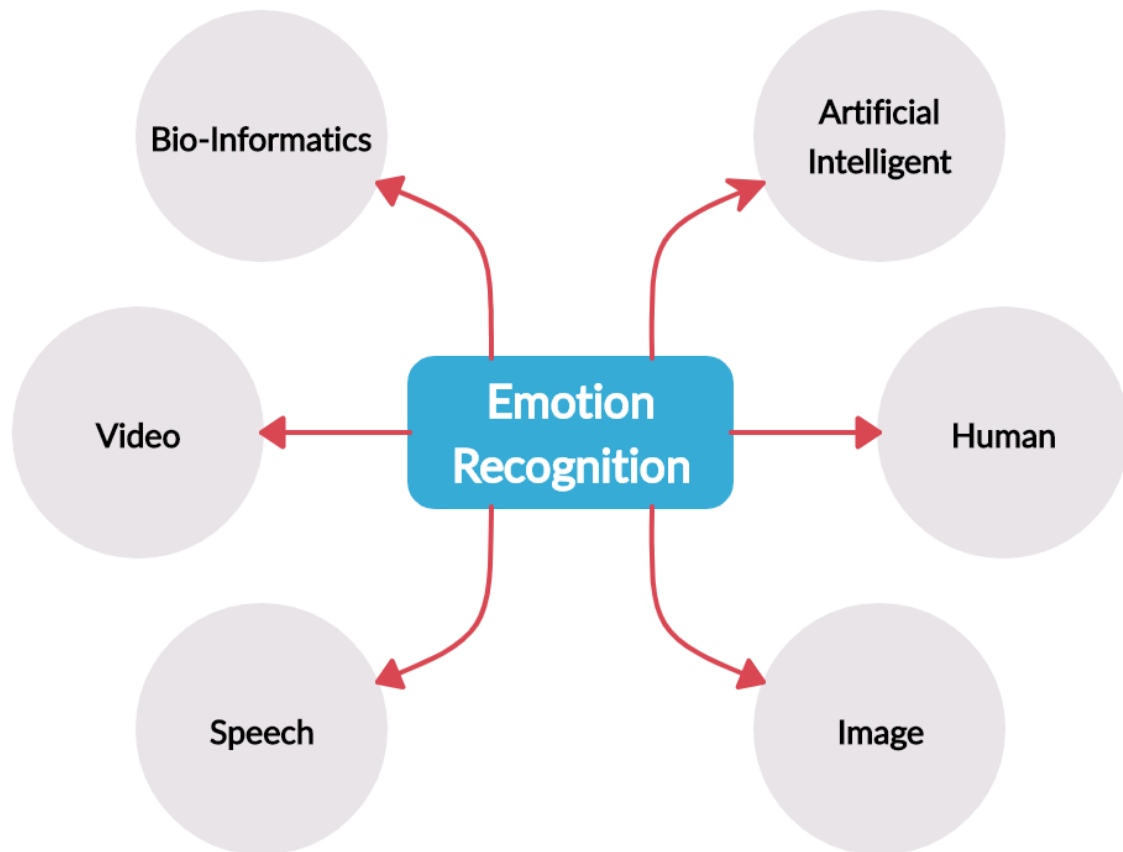 Bio-Informatics
Artificial
Intelligent
Video
Emotion
Recognition
Human
Speech
Image